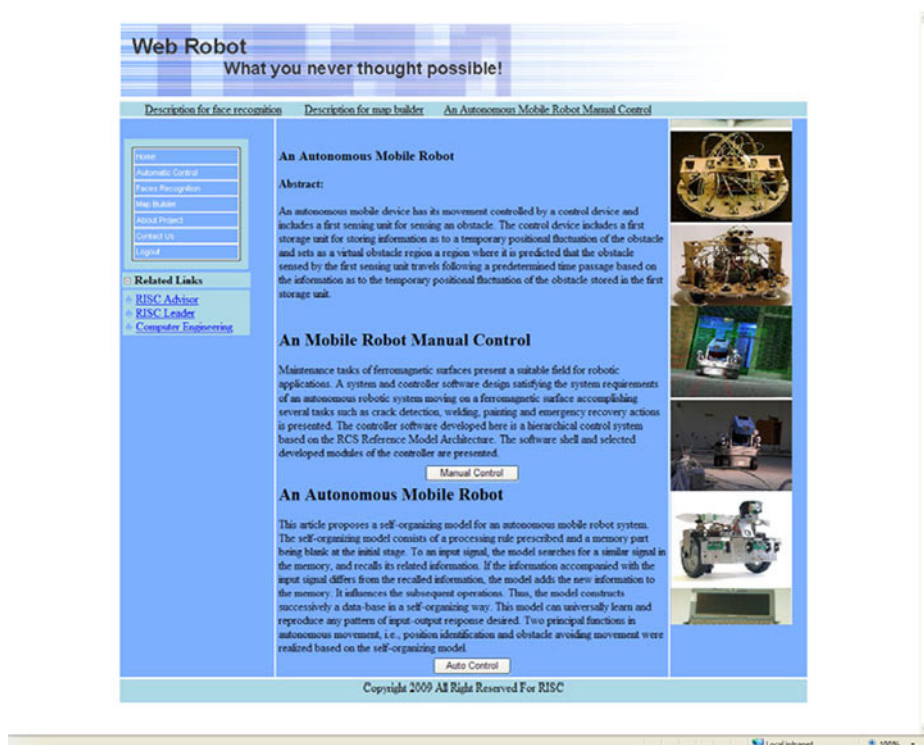 Web Robot
What you never thought possible!
Description for face recognition Description for map builder An Autonomous Mobile Robot Manual Control
Home
Automatic Control
Faces Recognition
Map Builder
About Project
Contact Us
Logout
Related Links
RISC Advisor
RISC Leader
Computer Engineering
An Autonomous Mobile Robot
Abstract:
An autonomous mobile device has its movement controlled by a control device and
includes a first sensing unit for sensing an obstacle. The control device includes a first
storage unit for storing information as to a temporary positional fluctuation of the obstacle
and sets as a virtual obstacle region a region where it is predicted that the obstacle
sensed by the first sensing unit travels following a predetermined time passage based on
the information as to the temporary positional fluctuation of the obstacle stored in the first
storage unit.
An Mobile Robot Manual Control
Maintenance tasks of ferromagnetic surfaces present a suitable field for robotic
applications. A system and controller software design satisfying the system requirements
of an autonomous robotic system moving on a ferromagnetic surface accomplishing
several tasks such as crack detection, welding, painting and emergency recovery actions
is presented. The controller software developed here is a hierarchical control system
based on the RCS Reference Model Architecture. The software shell and selected
developed modules of the controller are presented.
Manual Control
An Autonomous Mobile Robot
This article proposes a self-organizing model for an autonomous mobile robot system.
The self-organizing model consists of a processing rule prescribed and a memory part
being blank at the initial stage. To an input signal, the model searches for a similar signal in
the memory, and recalls its related information. If the information accompanied with the
input signal differs from the recalled information, the model adds the new information to
the memory. It influences the subsequent operations. Thus, the model constructs
successively a data-base in a self-organizing way. This model can universally learn and
reproduce any pattern of input-output response desired. Two principal functions in
autonomous movement, i.e., position identification and obstacle avoiding movement were
realized based on the self-organizing model.
Auto Control
Copyright 2009 All Right Reserved For RISC
Local intranet 100%